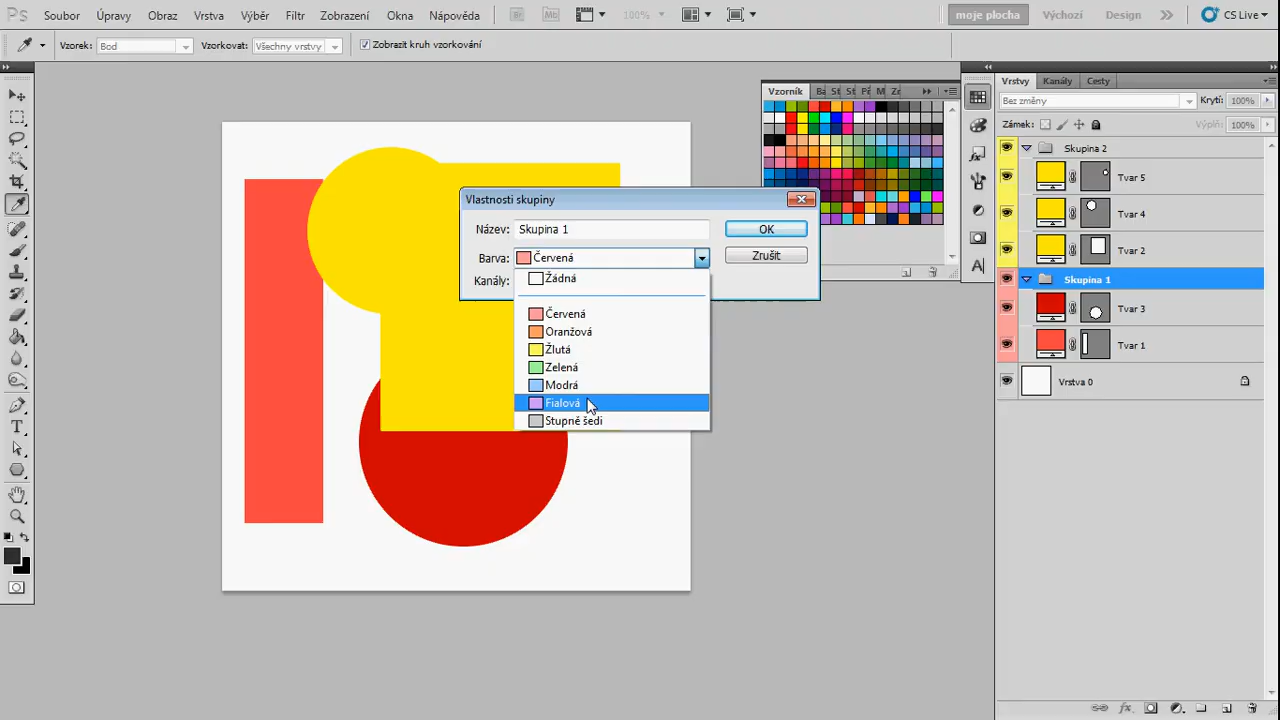 Ps Soubor Úpravy Obraz Vrstva Výběr Filtr Zobrazení Okna Nápověda Br Mb 100% moje plocha Výchozí Design CS Live
Vzorek: Bod Vzorkovat: Všechny vrstvy Zobrazit kruh vzorkování
Vrstvy Kanály Cesty
Vzorník
Bez změny Krytí: 100%
Zámek: Výplň: 100%
Skupina 2
Tvar 5
Tvar 4
Tvar 2
Skupina 1
Tvar 3
Tvar 1
Vrstva 0
Vlastnosti skupiny
Název: Skupina 1 OK
Barva: Červená Zrušit
Kanály:
Žádná
Červená
Oranžová
Žlutá
Zelená
Modrá
Fialová
Stupně šedi